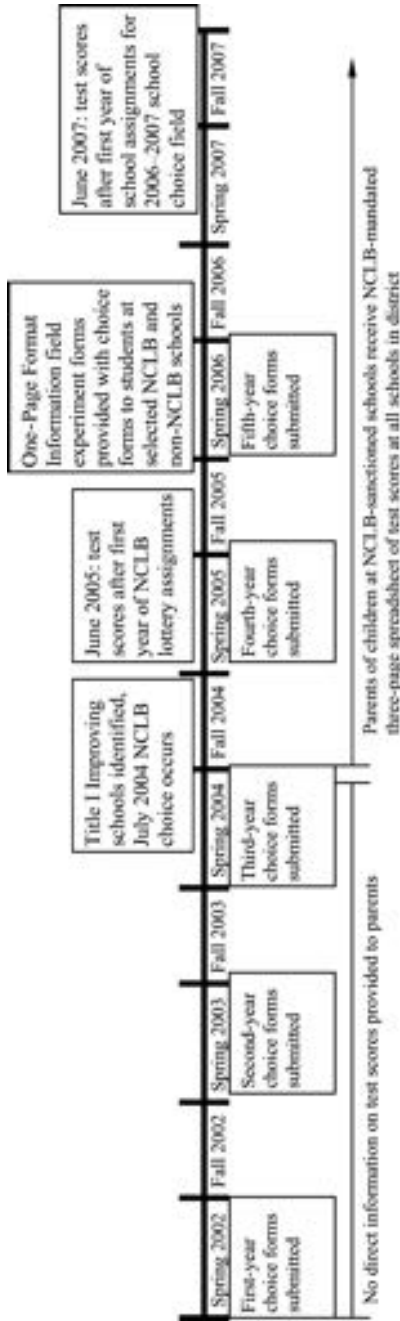 Title I Improving
schools identified,
July 2004 NCLB
choice occurs
June 2005: test
scores after first
year of NCLB
lottery assignments
One-Page Format
Information field
experiment forms
provided with choice
forms to students at
selected NCLB and
non-NCLB schools
June 2007: test scores
after first year of
school assignments for
2006–2007 school
choice field
Spring 2002
Fall 2002
Spring 2003
Fall 2003
Spring 2004
Fall 2004
Spring 2005
Fall 2005
Spring 2006
Fall 2006
Spring 2007
Fall 2007
First-year
choice forms
submitted
Second-year
choice forms
submitted
Third-year
choice forms
submitted
Fourth-year
choice forms
submitted
Fifth-year
choice forms
submitted
No direct information on test scores provided to parents
Parents of children at NCLB-sanctioned schools receive NCLB-mandated
three-page spreadsheet of test scores at all schools in district